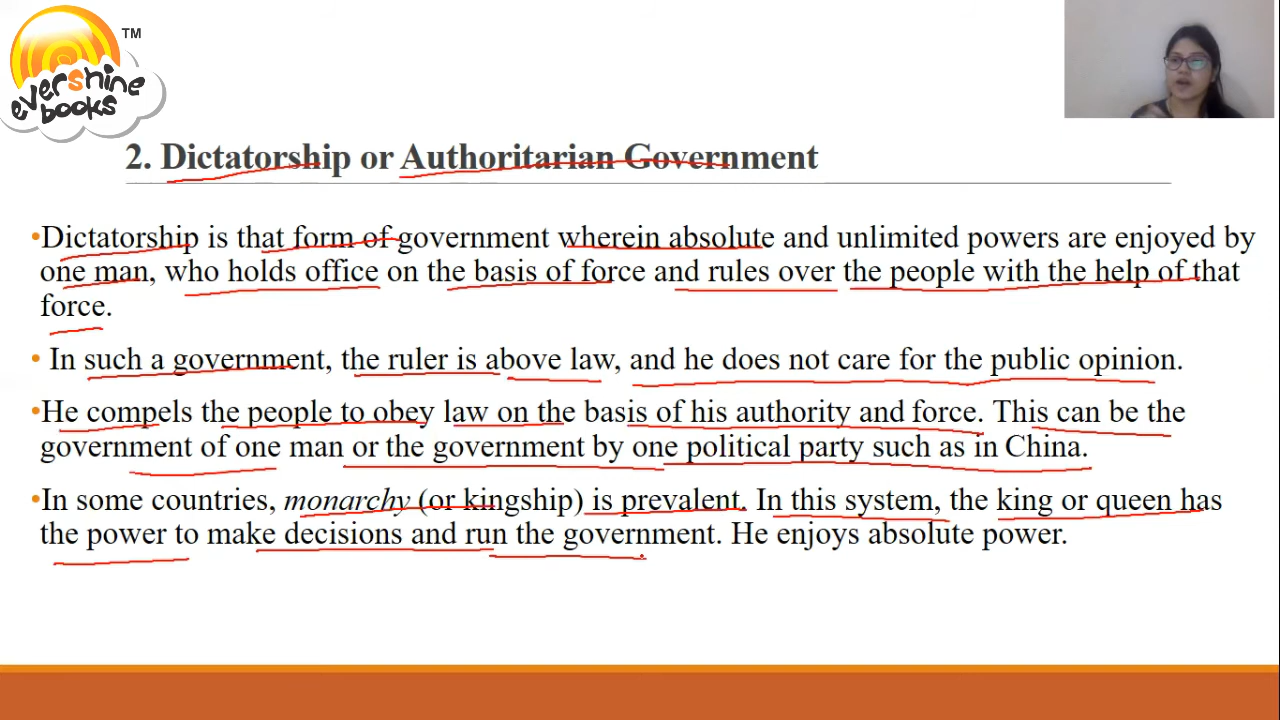 TM
evershine
books
2. Dictatorship or Authoritarian Government
•Dictatorship is that form of government wherein absolute and unlimited powers are enjoyed by
one man, who holds office on the basis of force and rules over the people with the help of that
force.
• In such a government, the ruler is above law, and he does not care for the public opinion.
•He compels the people to obey law on the basis of his authority and force. This can be the
government of one man or the government by one political party such as in China.
•In some countries, monarchy (or kingship) is prevalent. In this system, the king or queen has
the power to make decisions and run the government. He enjoys absolute power.